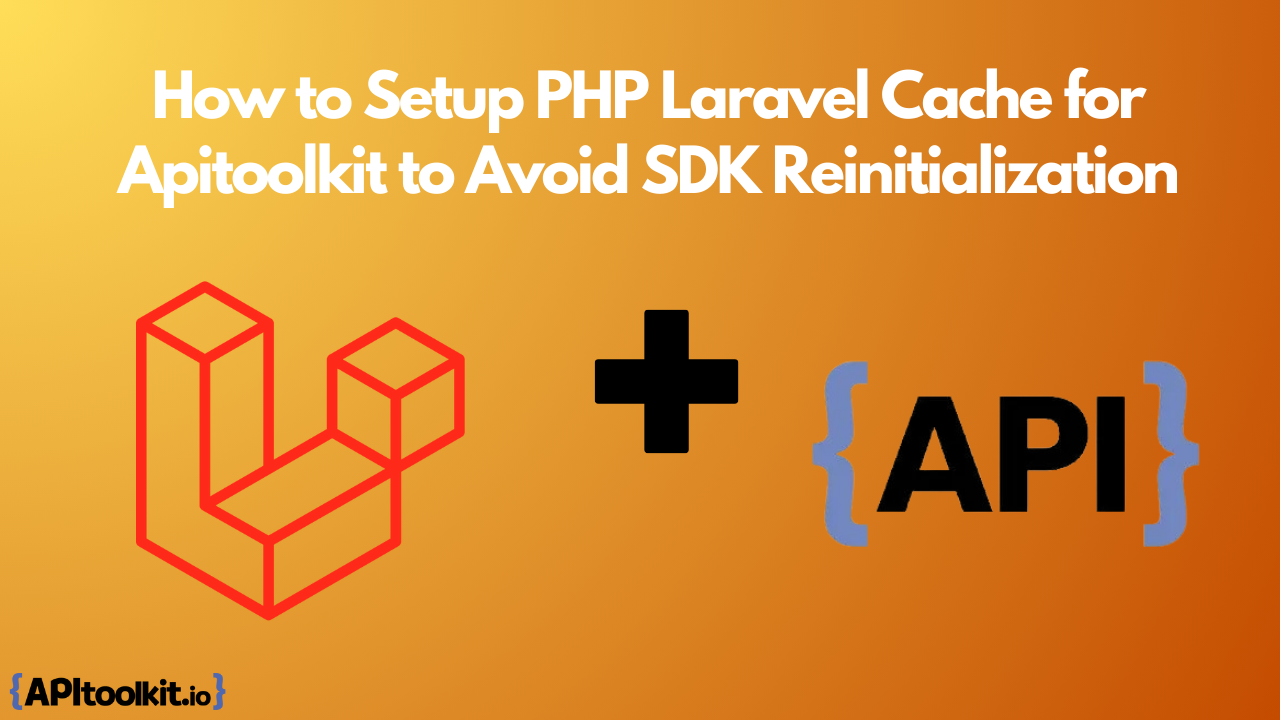 How to Setup PHP Laravel Cache for
Apitoolkit to Avoid SDK Reinitialization
{API}
{APItoolkit.io}